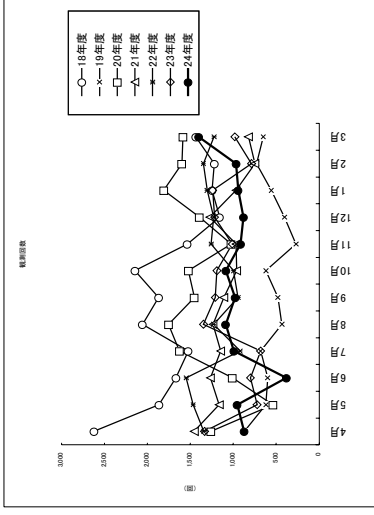 観測回数
18年度
19年度
20年度
21年度
22年度
23年度
24年度
(回)
3,000
2,500
2,000
1,500
1,000
500
0
4月
5月
6月
7月
8月
9月
10月
11月
12月
1月
2月
3月